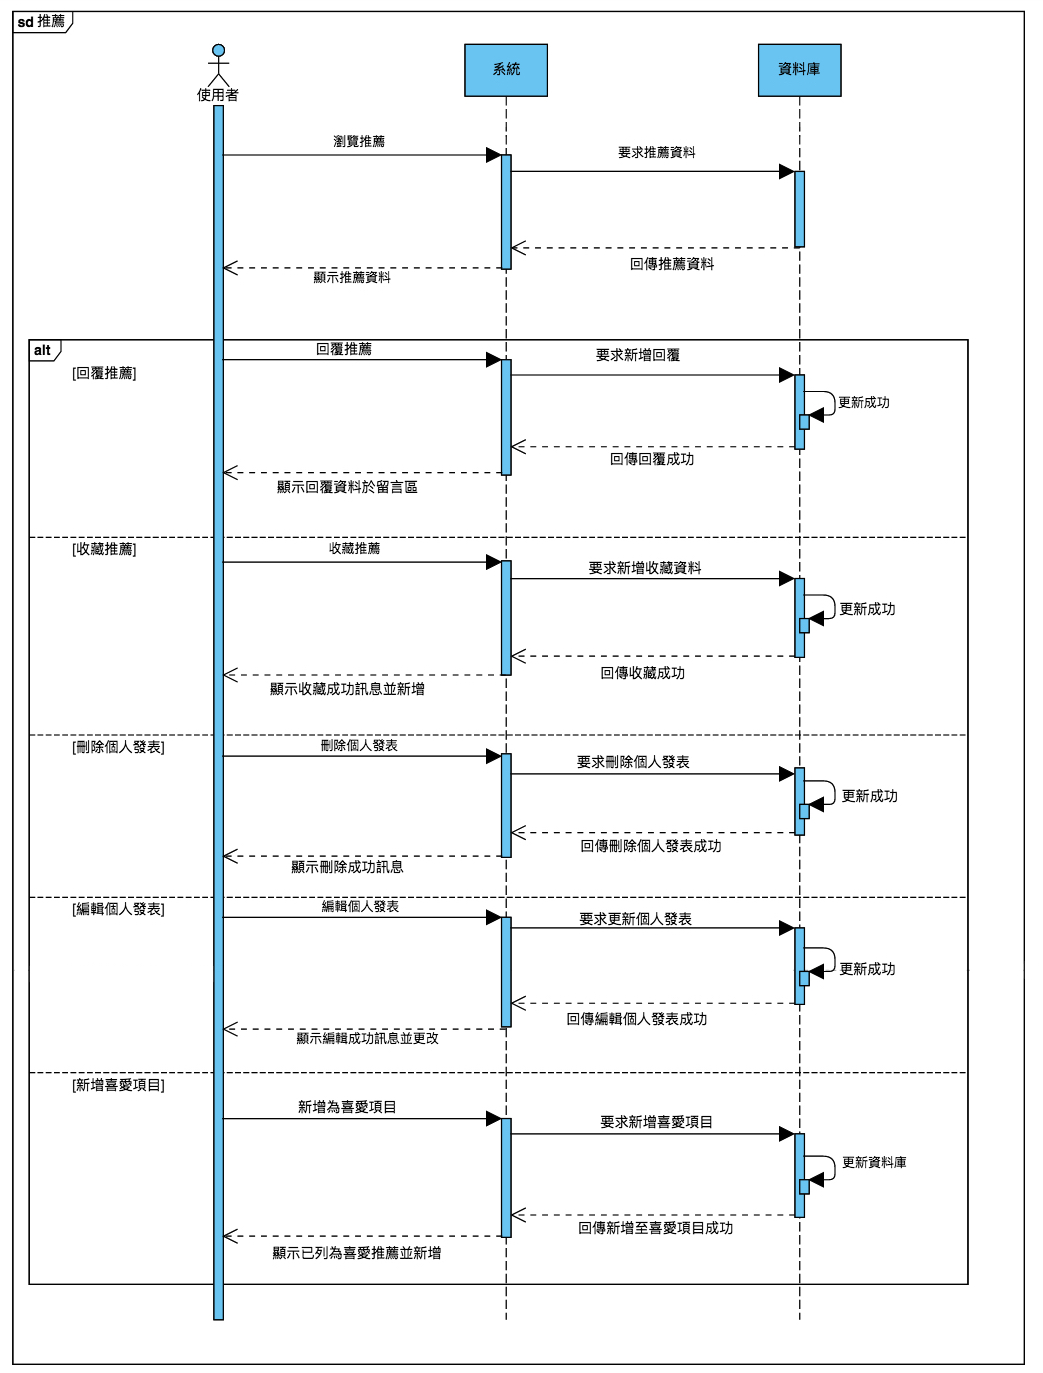 sd 推薦
使用者
系統
資料庫
瀏覽推薦
要求推薦資料
回傳推薦資料
顯示推薦資料
alt
[回覆推薦]
回覆推薦
要求新增回覆
更新成功
回傳回覆成功
顯示回覆資料於留言區
[收藏推薦]
收藏推薦
要求新增收藏資料
更新成功
回傳收藏成功
顯示收藏成功訊息並新增
[刪除個人發表]
刪除個人發表
要求刪除個人發表
更新成功
回傳刪除個人發表成功
顯示刪除成功訊息
[編輯個人發表]
編輯個人發表
要求更新個人發表
更新成功
回傳編輯個人發表成功
顯示編輯成功訊息並更改
[新增喜愛項目]
新增為喜愛項目
要求新增喜愛項目
更新資料庫
回傳新增至喜愛項目成功
顯示已列為喜愛推薦並新增